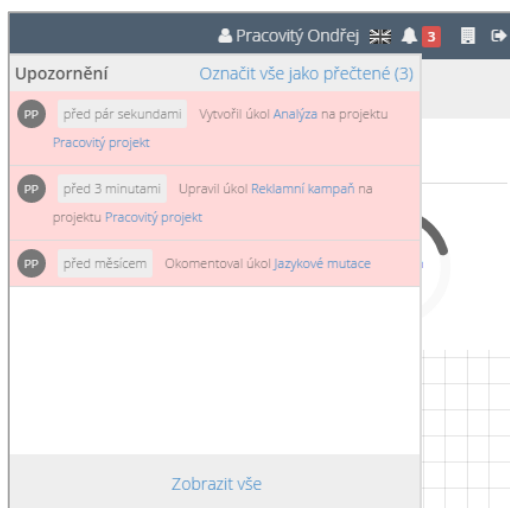 Pracovitý Ondřej 3
Upozornění Označit vše jako přečtené (3)
PP před pár sekundami Vytvořil úkol Analýza na projektu
Pracovitý projekt
PP před 3 minutami Upravil úkol Reklamní kampaň na
projektu Pracovitý projekt
PP před měsícem Okomentoval úkol Jazykové mutace
Zobrazit vše